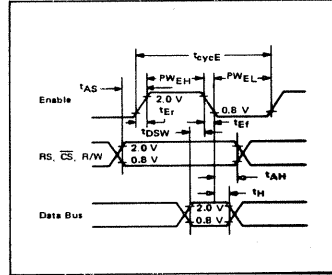 tcycE
PWEH
PWEL
tAS
2.0 V
tEr
Enable
0.8 V
tDSW
tEf
RS, C̅S̅, R/W
2.0 V
0.8 V
tAH
tH
Data Bus
2.0 V
0.8 V